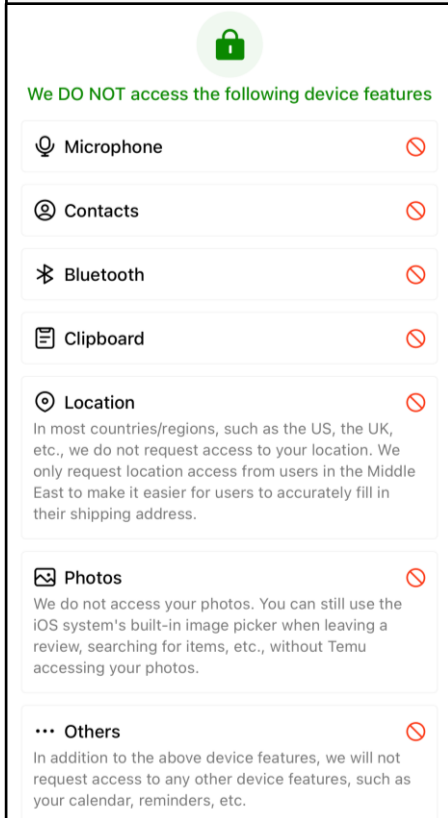 We DO NOT access the following device features
Microphone
Contacts
Bluetooth
Clipboard
Location
In most countries/regions, such as the US, the UK,
etc., we do not request access to your location. We
only request location access from users in the Middle
East to make it easier for users to accurately fill in
their shipping address.
Photos
We do not access your photos. You can still use the
iOS system's built-in image picker when leaving a
review, searching for items, etc., without Temu
accessing your photos.
Others
In addition to the above device features, we will not
request access to any other device features, such as
your calendar, reminders, etc.